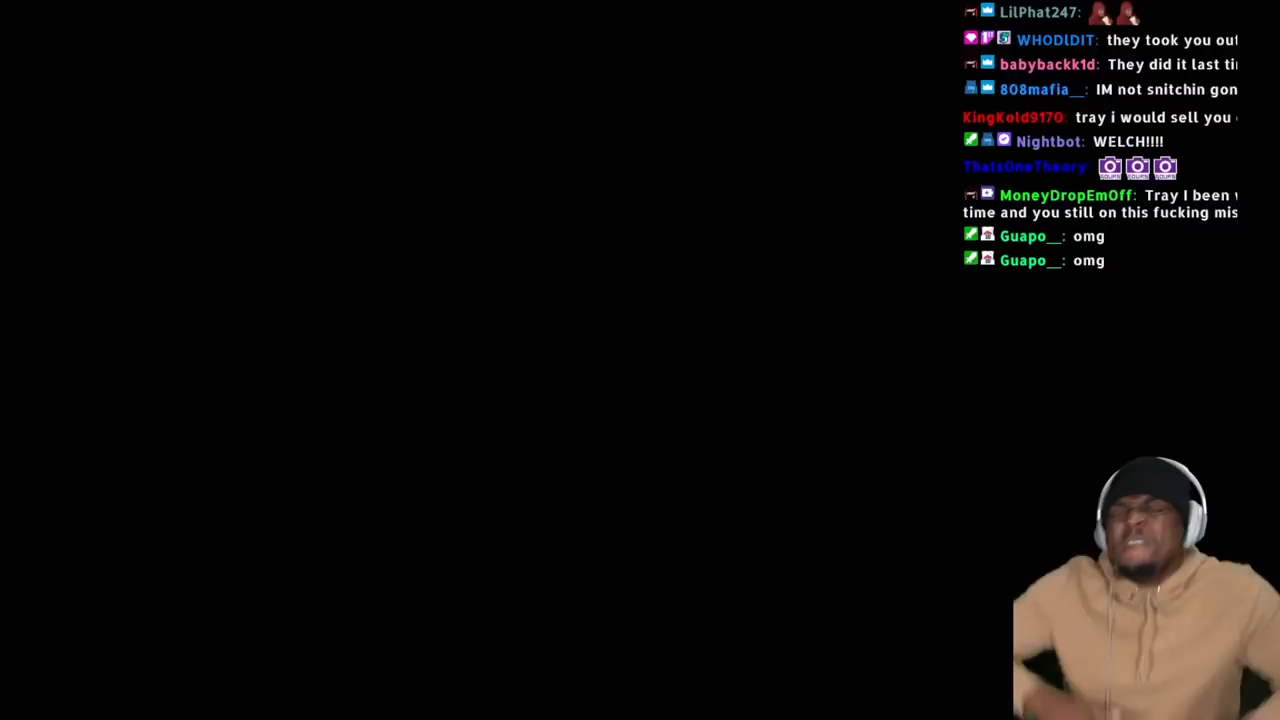 LilPhat247:
WHODlDIT: they took you out
babybackk1d: They did it last
808mafia__: IM not snitchin gon
KingKold9170: tray i would sell you
Nightbot: WELCH!!!!
ThatsOneTheory:
MoneyDropEmOff: Tray I been
time and you still on this fucking mis
Guapo__: omg
Guapo__: omg